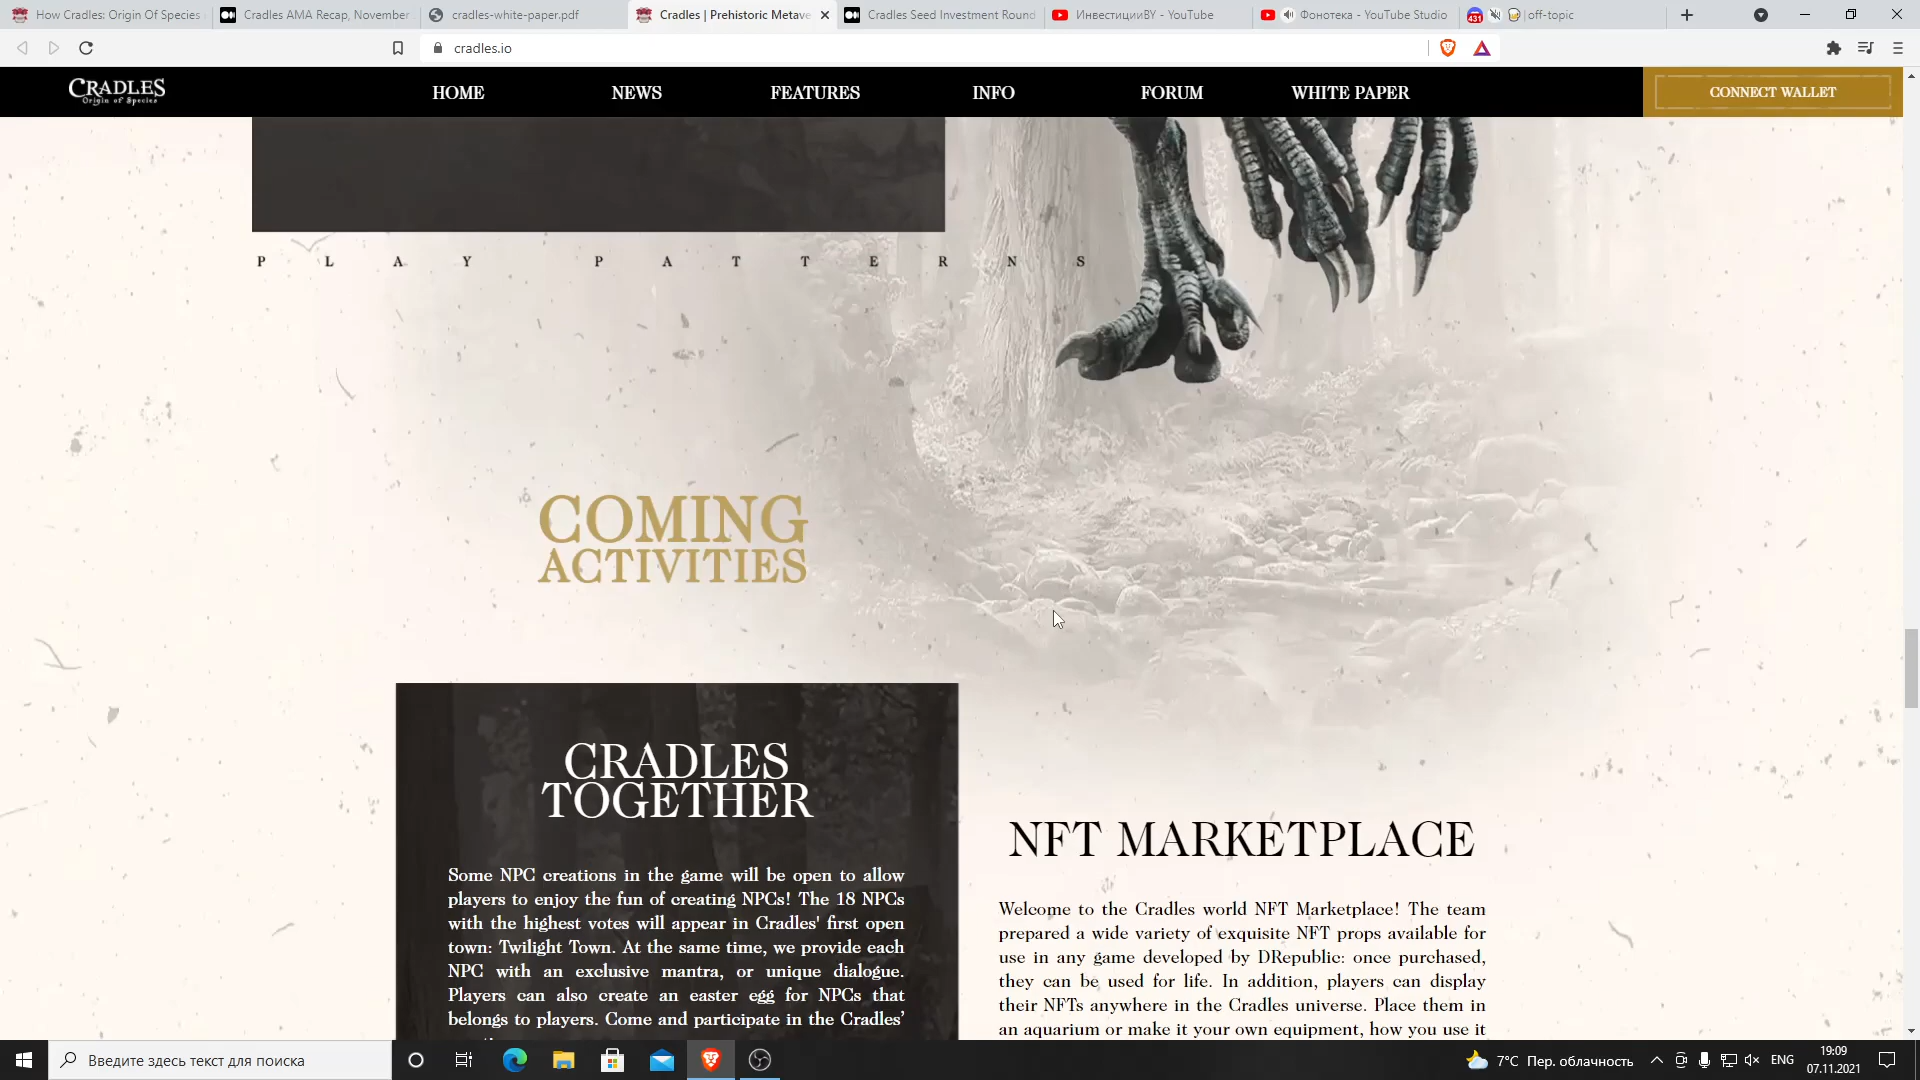 How Cradles: Origin Of Species
Cradles AMA Recap, November
cradles-white-paper.pdf
Cradles | Prehistoric Metave
Cradles Seed Investment Round
ИнвестицииBY - YouTube
Фонотека - YouTube Studio
431
off-topic
cradles.io
CRADLES
Origin of Species
HOME
NEWS
FEATURES
INFO
FORUM
WHITE PAPER
CONNECT WALLET
PLAY PATTERNS
COMING
ACTIVITIES
CRADLES
TOGETHER
Some NPC creations in the game will be open to allow
players to enjoy the fun of creating NPCs! The 18 NPCs
with the highest votes will appear in Cradles' first open
town: Twilight Town. At the same time, we provide each
NPC with an exclusive mantra, or unique dialogue.
Players can also create an easter egg for NPCs that
belongs to players. Come and participate in the Cradles’
NFT MARKETPLACE
Welcome to the Cradles world NFT Marketplace! The team
prepared a wide variety of exquisite NFT props available for
use in any game developed by DRepublic: once purchased,
they can be used for life. In addition, players can display
their NFTs anywhere in the Cradles universe. Place them in
an aquarium or make it your own equipment, how you use it
Введите здесь текст для поиска
7°C Пер. облачность
ENG
19:09
07.11.2021